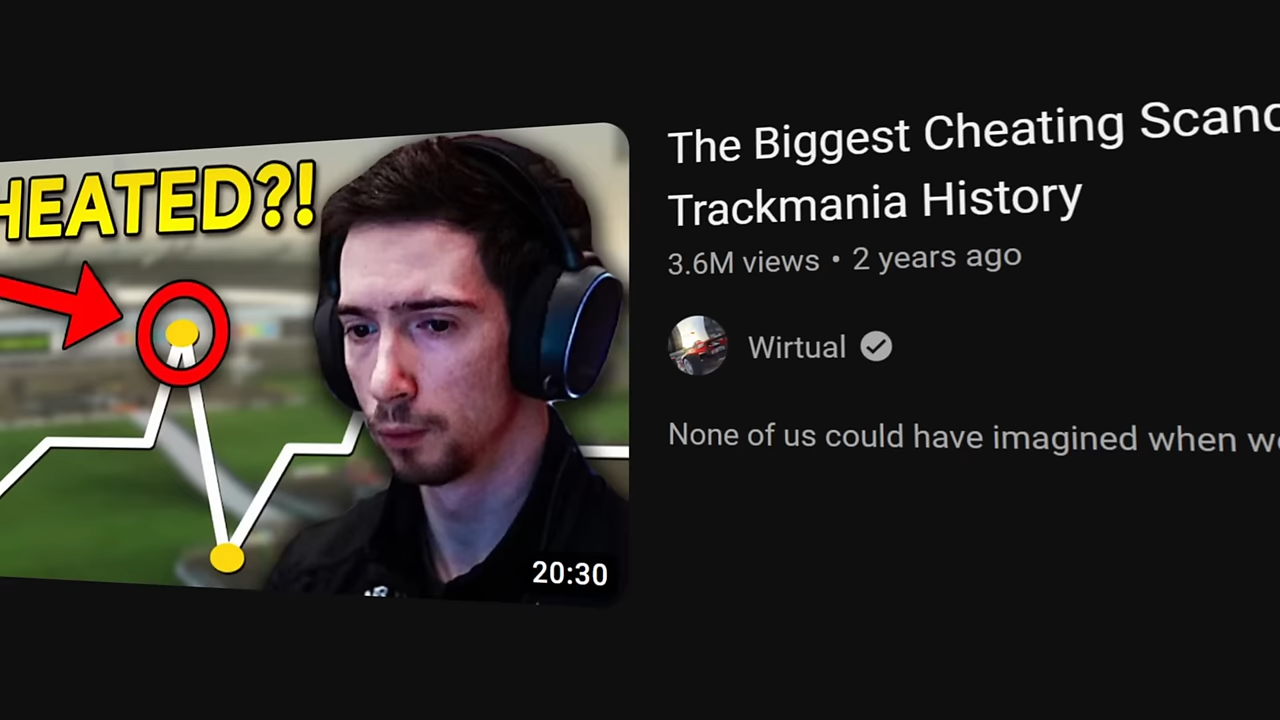 HEATED?!
20:30
The Biggest Cheating Scand
Trackmania History
3.6M views • 2 years ago
Wirtual
None of us could have imagined when we